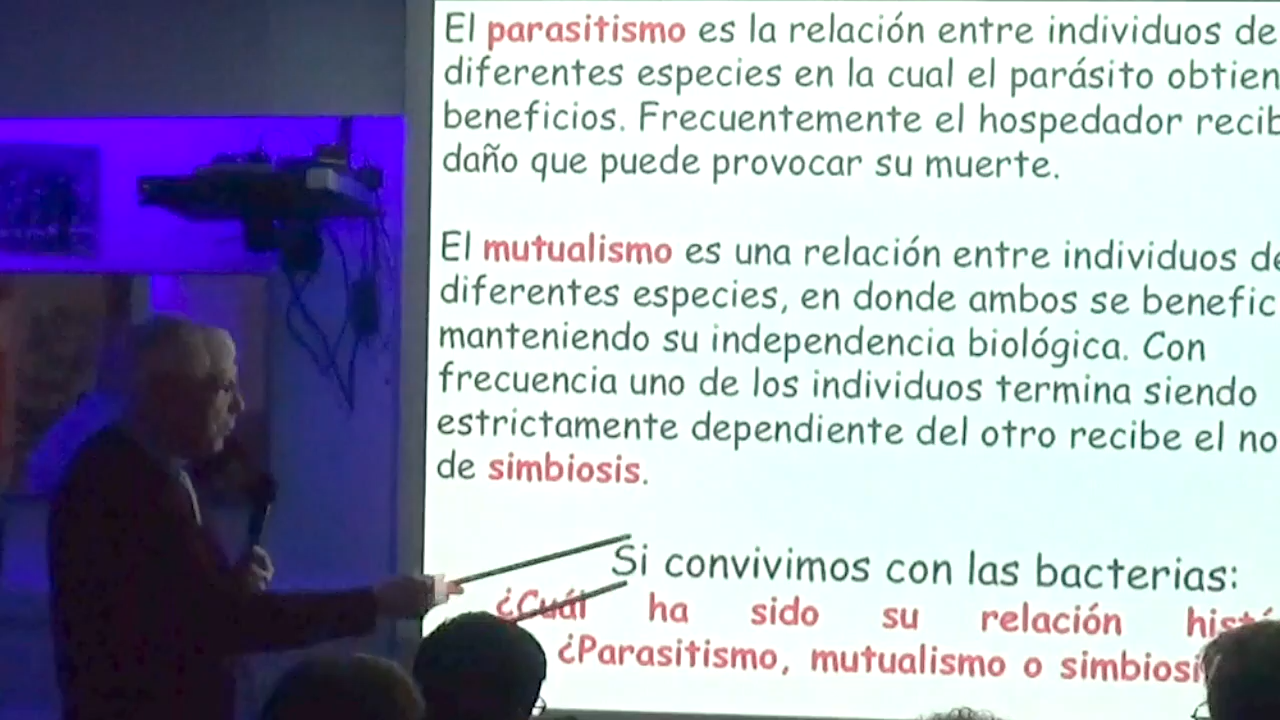 El parasitismo es la relación entre individuos de
diferentes especies en la cual el parásito obtien
beneficios. Frecuentemente el hospedador recib
daño que puede provocar su muerte.
El mutualismo es una relación entre individuos de
diferentes especies, en donde ambos se benefic
manteniendo su independencia biológica. Con
frecuencia uno de los individuos termina siendo
estrictamente dependiente del otro recibe el no
de simbiosis.
Si convivimos con las bacterias:
¿Cuál ha sido su relación hist
¿Parasitismo, mutualismo o simbiosi